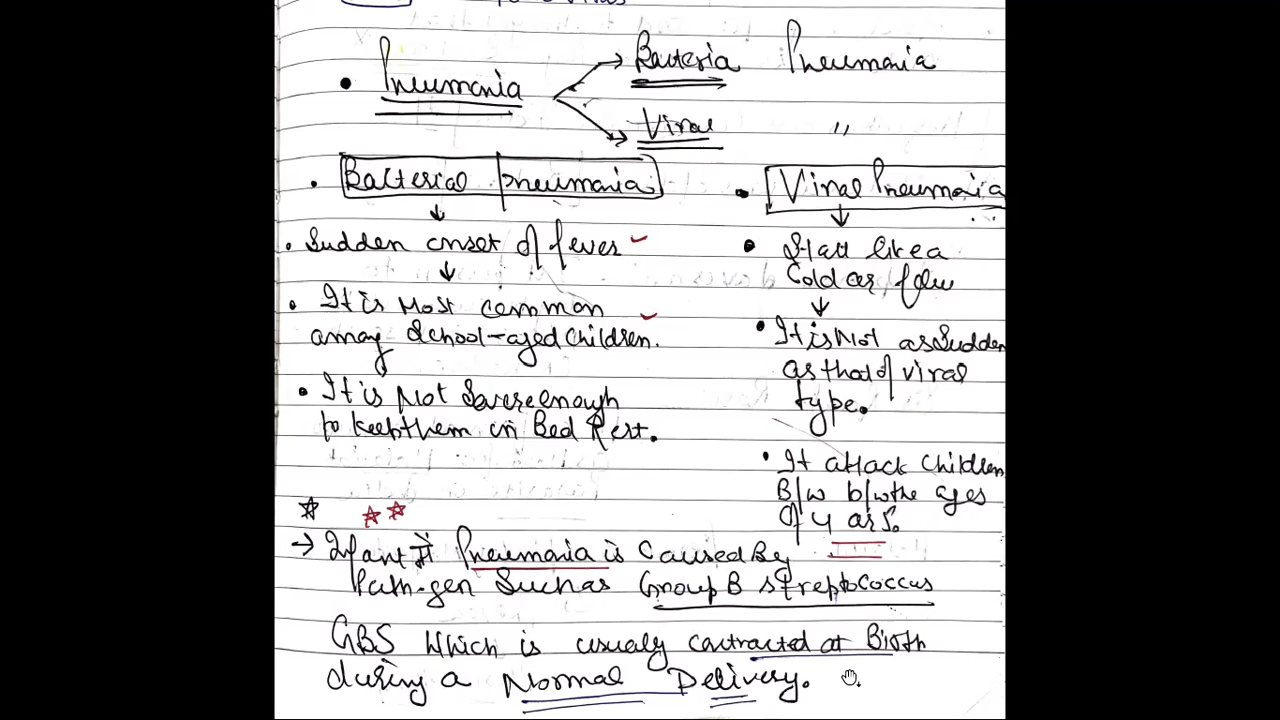 • Pneumonia → Bacteria Pneumonia
→ Viral "
• Bacterial Pneumonia
• Sudden onset of fever
• It is Most common
among School-aged children.
• It is Not Severe enough
to keep them in Bed Rest.
• Viral Pneumonia
• Start like a
Cold or flew
• It is Not as Sudden
as that of viral
type.
• It attack children
B/w b/w the ages
of 4 or 5.
→ Infant Pneumonia is Caused By
Pathogen Such as Group B streptococcus
GBS Which is usualy contracted at Birth
during a Normal Delivery.